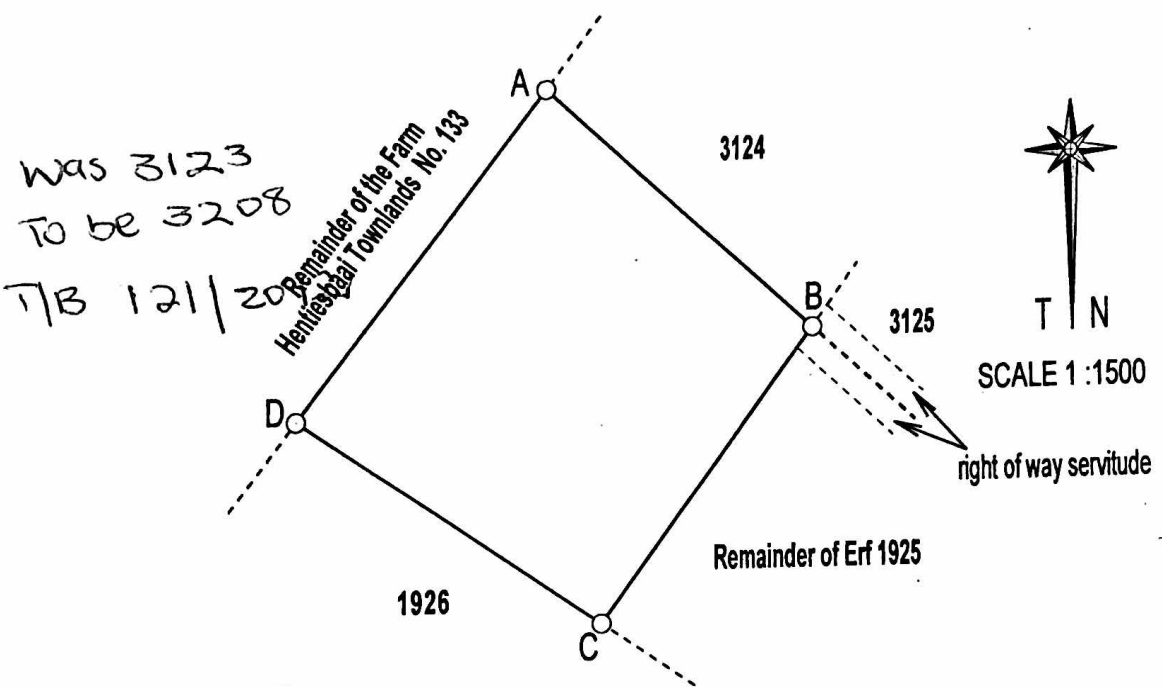 A
3124
was 3123
To be 3208
T/B 121/20
Remainder of the Farm
Hentiesbaai Townlands No. 133
B
3125
T N
SCALE 1 :1500
D
right of way servitude
Remainder of Erf 1925
1926
C